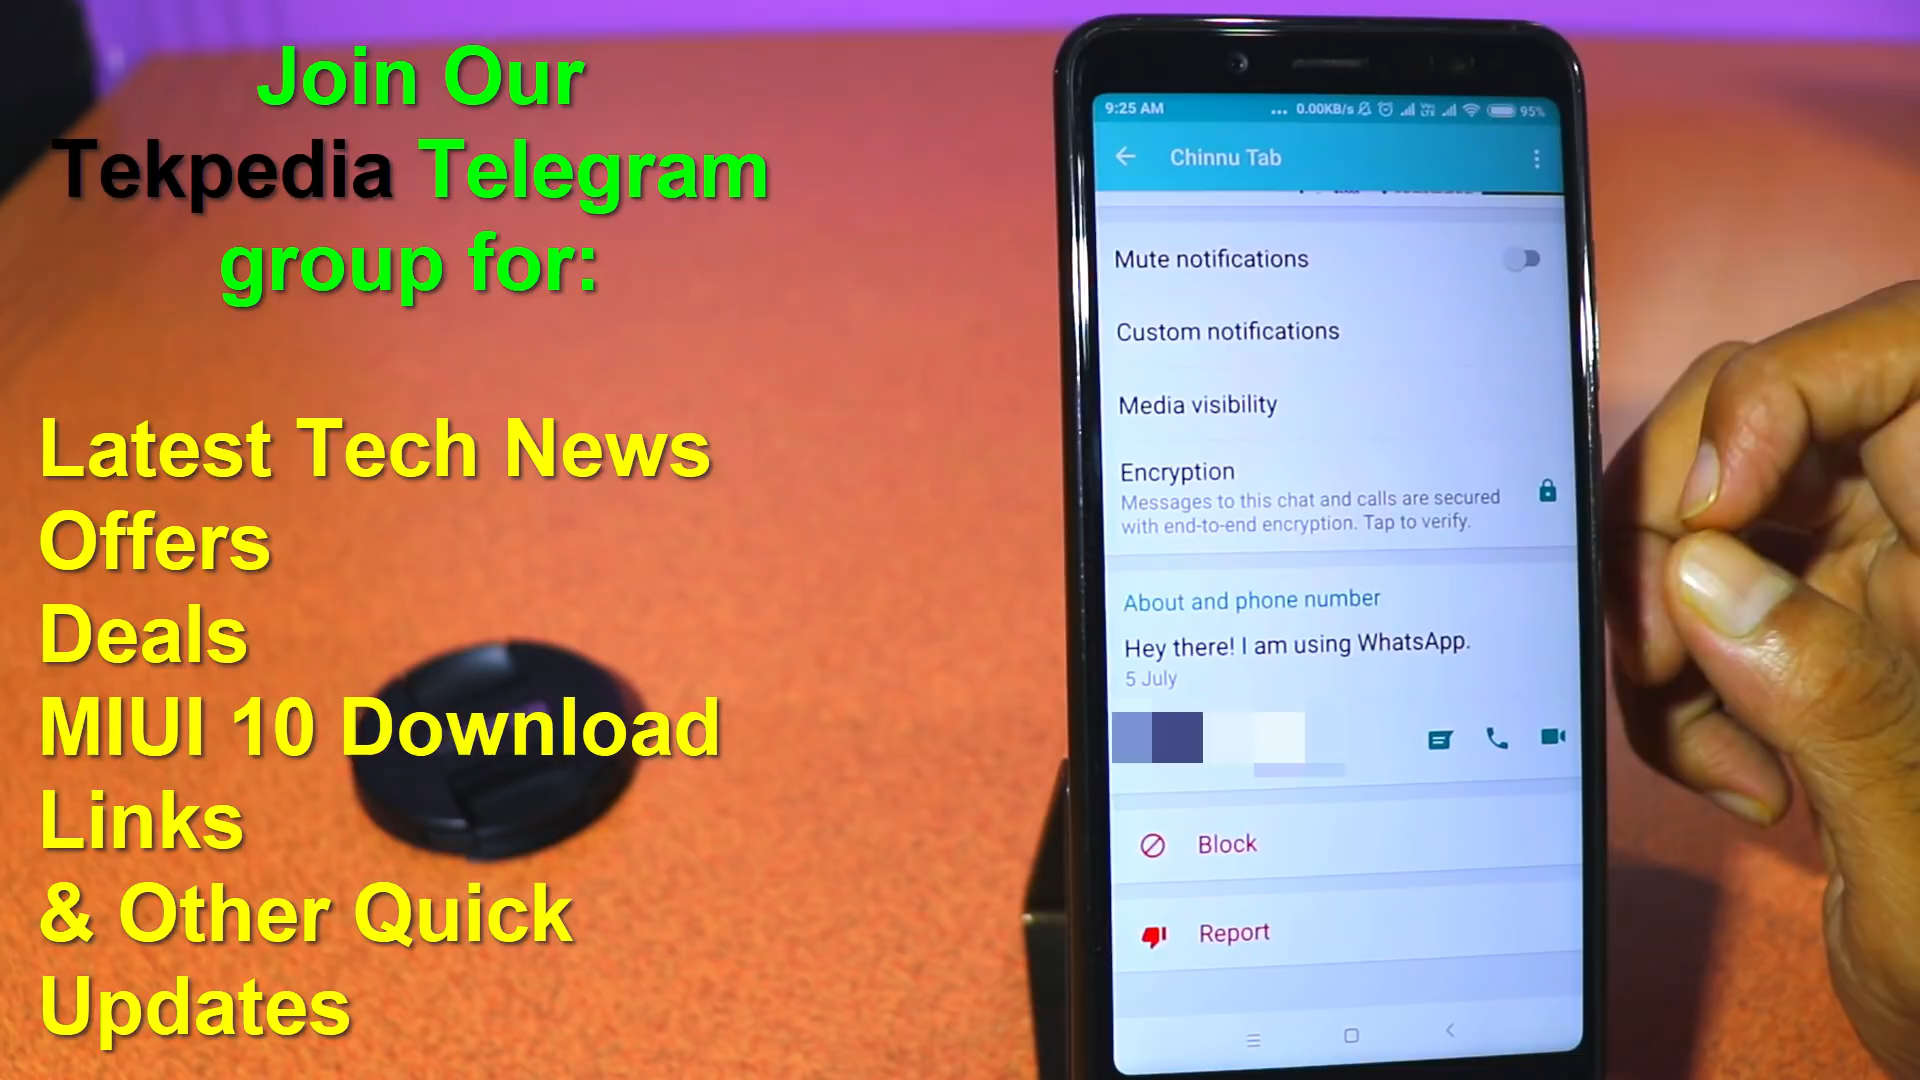 Join Our
Tekpedia Telegram
group for:
Latest Tech News
Offers
Deals
MIUI 10 Download
Links
& Other Quick
Updates
9:25 AM ... 0.00KB/s VoLTE 95%
Chinnu Tab
Mute notifications
Custom notifications
Media visibility
Encryption
Messages to this chat and calls are secured
with end-to-end encryption. Tap to verify.
About and phone number
Hey there! I am using WhatsApp.
5 July
Block
Report